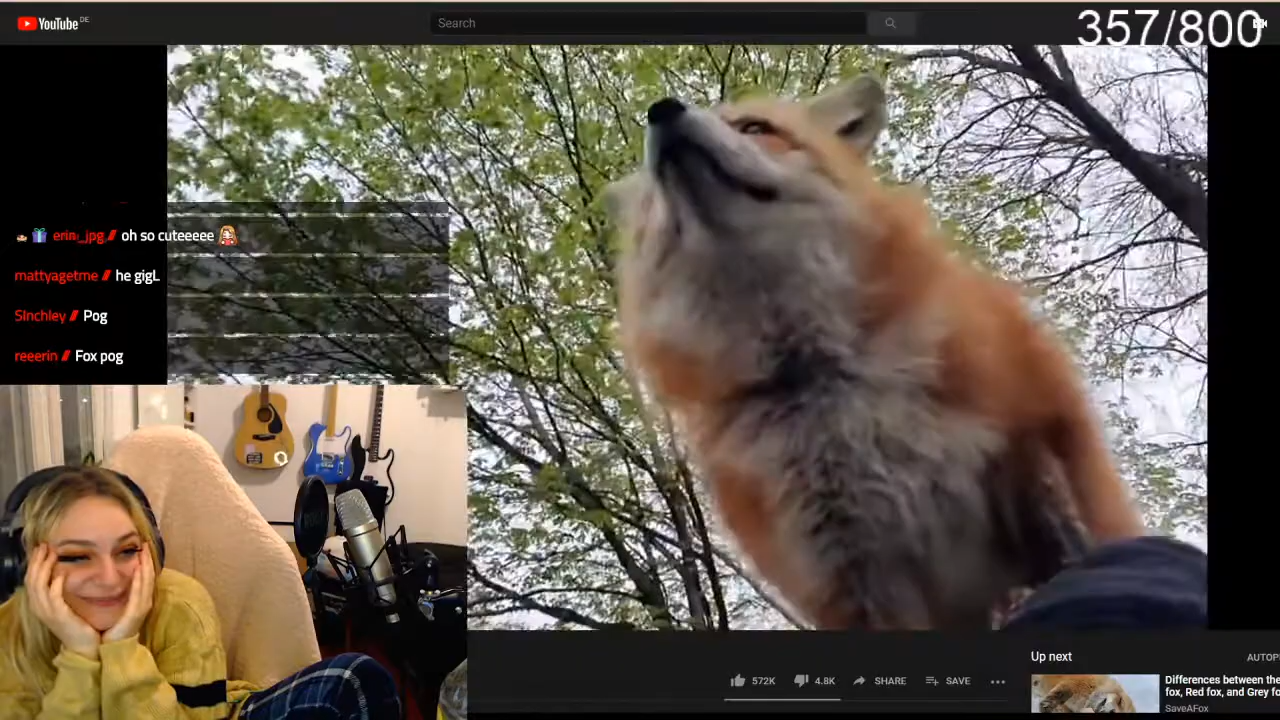 YouTube DE
Search
357/800
erin_jpg // oh so cuteeeee
mattyagetme // he gigL
SInchley // Pog
reeerin // Fox pog
Up next
AUTOP
572K
4.8K
SHARE
SAVE
Differences between the
fox, Red fox, and Grey fo
SaveAFox